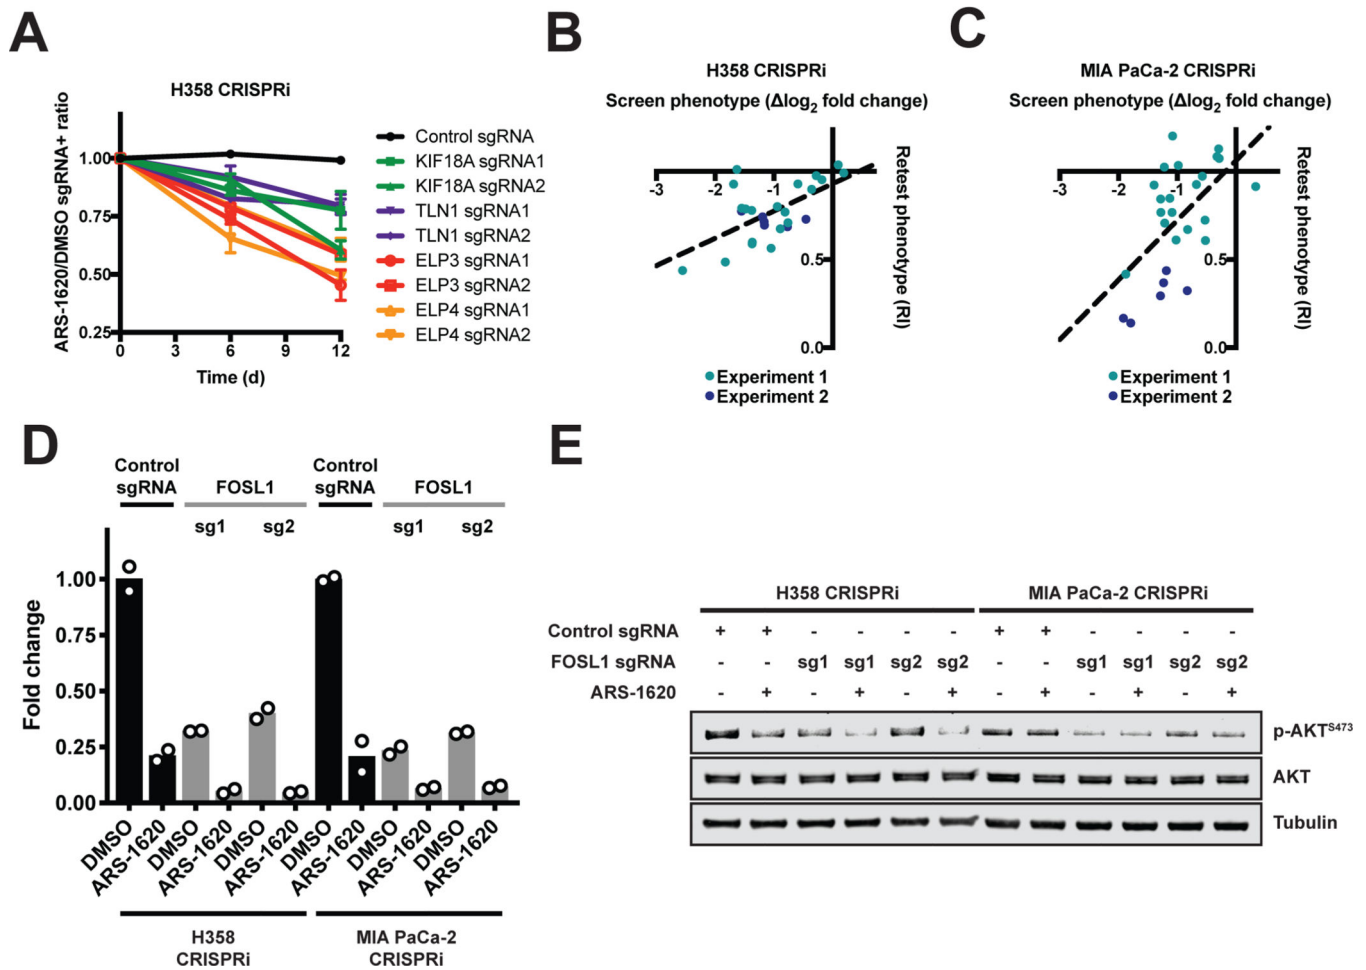 A
H358 CRISPRi
ARS-1620/DMSO sgRNA+ ratio
1.00
0.75
0.50
0.25
0
3
6
9
12
Time (d)
Control sgRNA
KIF18A sgRNA1
KIF18A sgRNA2
TLN1 sgRNA1
TLN1 sgRNA2
ELP3 sgRNA1
ELP3 sgRNA2
ELP4 sgRNA1
ELP4 sgRNA2
B
H358 CRISPRi
Screen phenotype (Δlog2 fold change)
-3
-2
-1
0.5
0.0
Retest phenotype (RI)
Experiment 1
Experiment 2
C
MIA PaCa-2 CRISPRi
Screen phenotype (Δlog2 fold change)
-3
-2
-1
0.5
0.0
Retest phenotype (RI)
Experiment 1
Experiment 2
D
Control sgRNA
FOSL1
sg1 sg2
Control sgRNA
FOSL1
sg1 sg2
Fold change
1.00
0.75
0.50
0.25
0.00
DMSO
ARS-1620
DMSO
ARS-1620
DMSO
ARS-1620
DMSO
ARS-1620
DMSO
ARS-1620
DMSO
ARS-1620
H358
CRISPRi
MIA PaCa-2
CRISPRi
E
H358 CRISPRi MIA PaCa-2 CRISPRi
Control sgRNA + + - - - - + + - - - -
FOSL1 sgRNA - - sg1 sg1 sg2 sg2 - - sg1 sg1 sg2 sg2
ARS-1620 - + - + - + - + - + - +
p-AKTS473
AKT
Tubulin